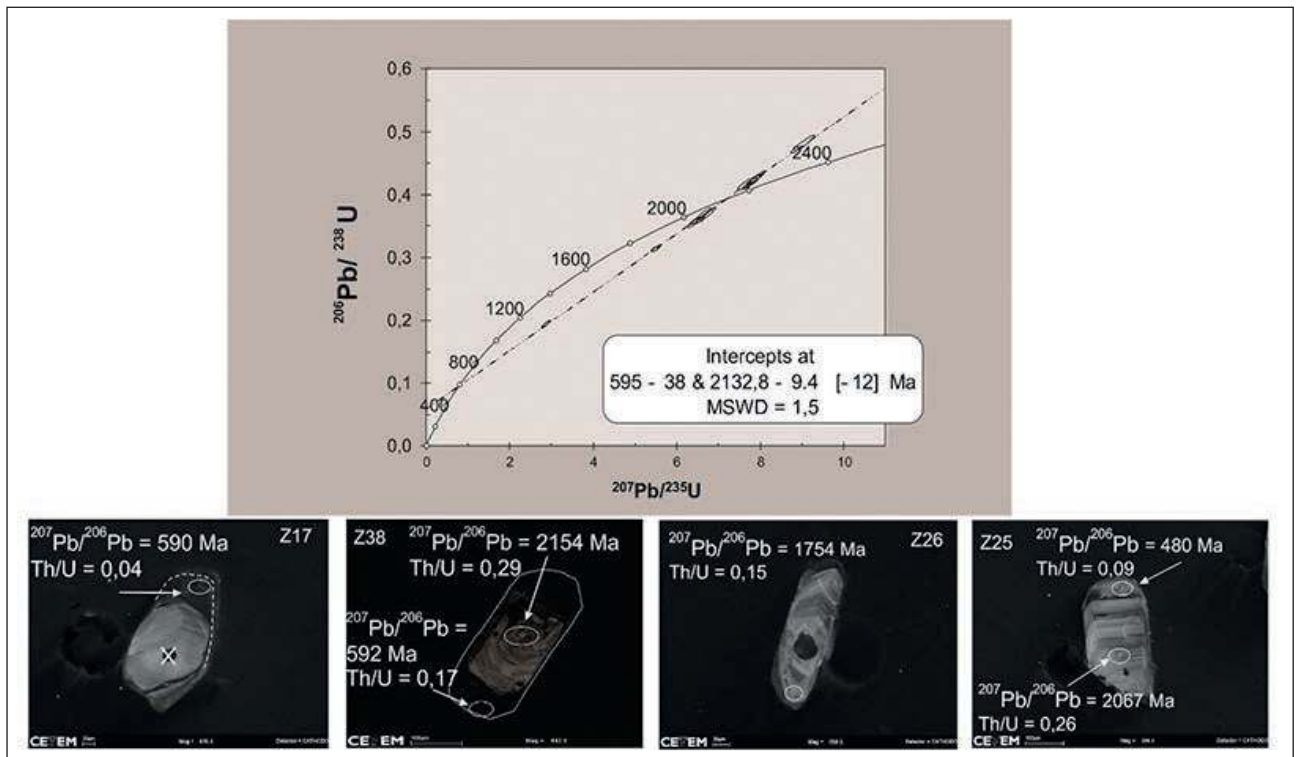 0,6
0,5
0,4
0,3
0,2
0,1
0,0
²⁰⁶Pb/ ²³⁸U
2400
2000
1600
1200
800
400
Intercepts at
595 - 38 & 2132,8 - 9.4 [- 12] Ma
MSWD = 1,5
0 2 4 6 8 10
²⁰⁷Pb/²³⁵U
²⁰⁷Pb/²⁰⁶Pb = 590 Ma Z17
Th/U = 0,04
Z38 ²⁰⁷Pb/²⁰⁶Pb = 2154 Ma
Th/U = 0,29
²⁰⁷Pb/²⁰⁶Pb =
592 Ma
Th/U = 0,17
²⁰⁷Pb/²⁰⁶Pb = 1754 Ma Z26
Th/U = 0,15
Z25 ²⁰⁷Pb/²⁰⁶Pb = 480 Ma
Th/U = 0,09
²⁰⁷Pb/²⁰⁶Pb = 2067 Ma
Th/U = 0,26